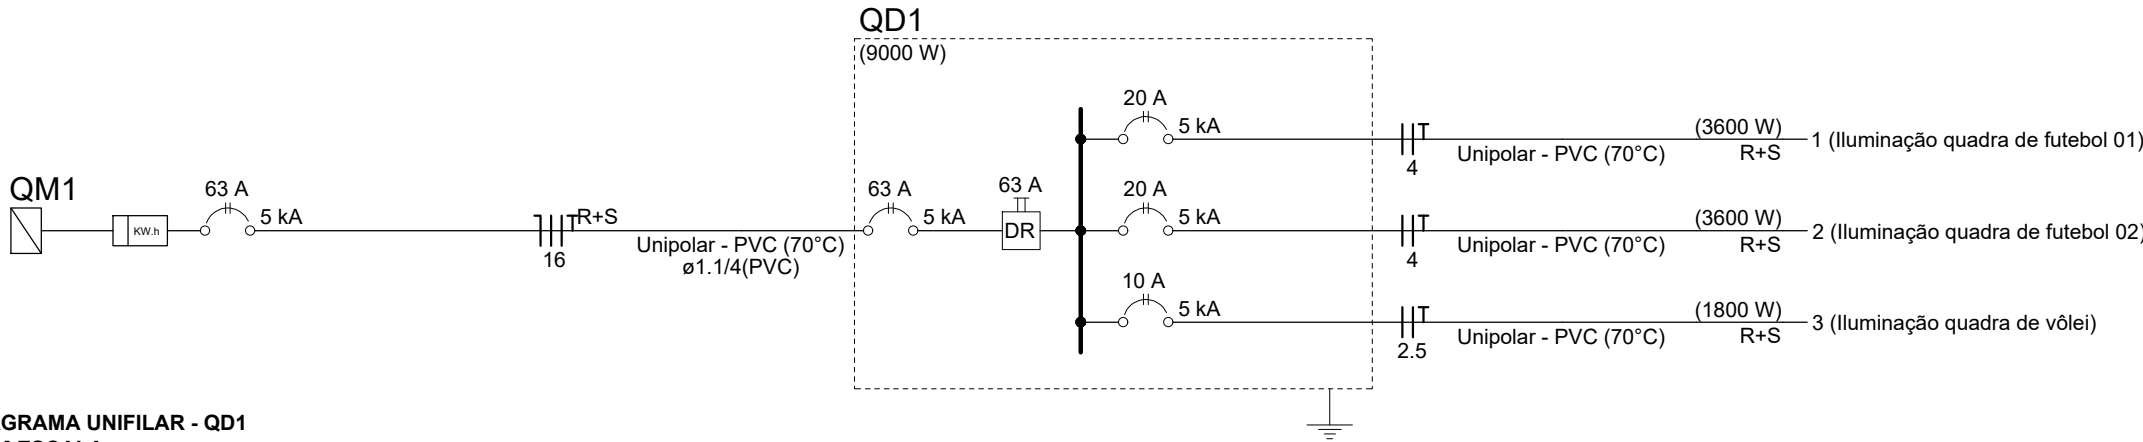 QD1
(9000 W)
20 A
5 kA
(3600 W)
1 (Iluminação quadra de futebol 01)
Unipolar - PVC (70°C)
R+S
4
QM1
KW.h
63 A
5 kA
R+S
16
Unipolar - PVC (70°C)
ø1.1/4(PVC)
63 A
5 kA
63 A
DR
20 A
5 kA
(3600 W)
2 (Iluminação quadra de futebol 02)
Unipolar - PVC (70°C)
R+S
4
10 A
5 kA
(1800 W)
3 (Iluminação quadra de vôlei)
Unipolar - PVC (70°C)
R+S
2.5
GRAMA UNIFILAR - QD1